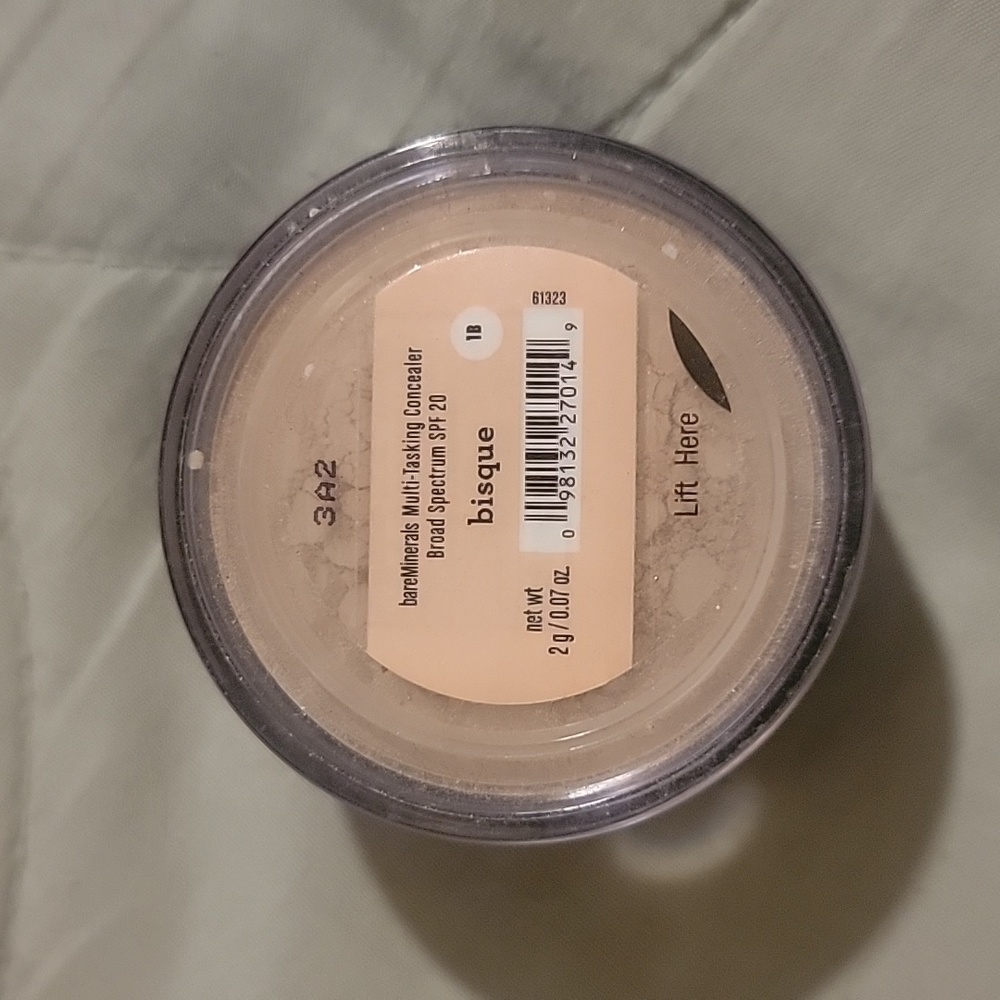 3A2
bareMinerals Multi-Tasking Concealer
Broad Spectrum SPF 20
1B
bisque
net wt
2 g / 0.07 oz.
0 98132 27014 9
61323
Lift Here